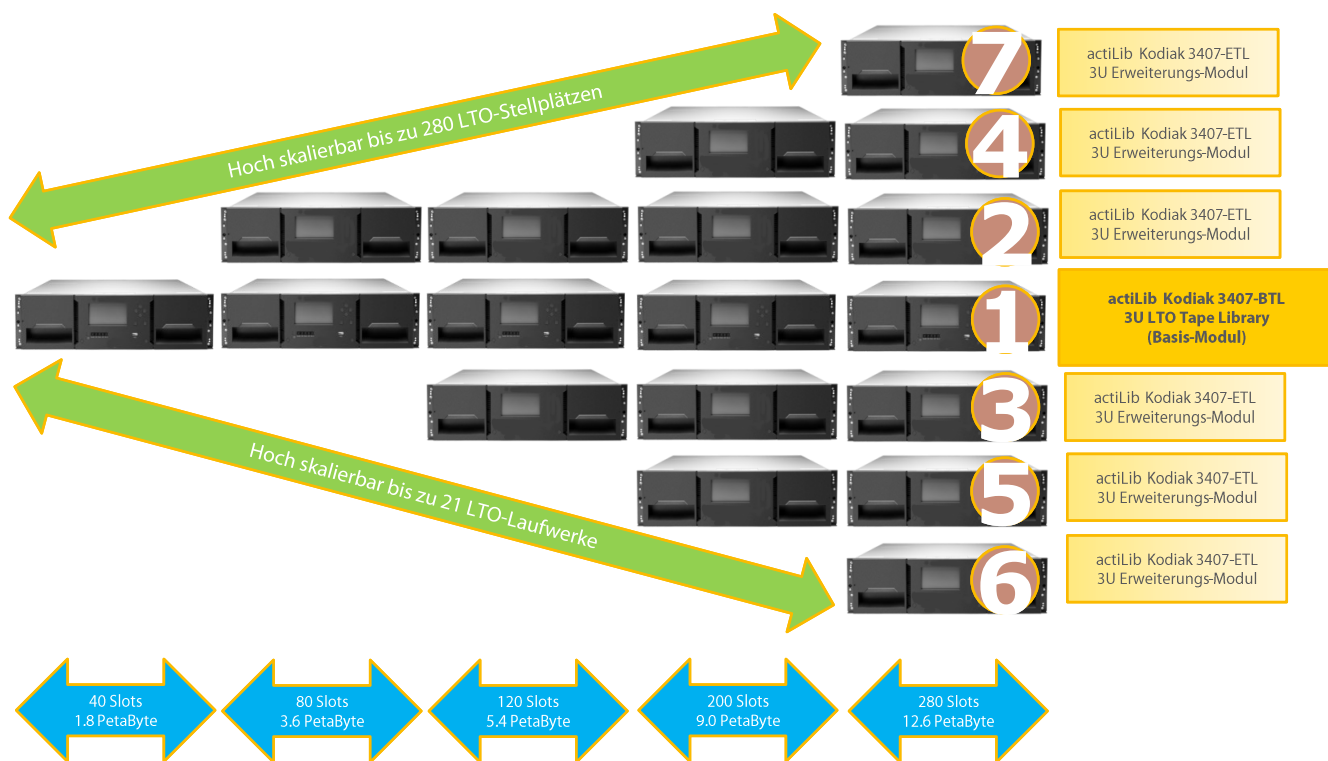 Hoch skalierbar bis zu 280 LTO-Stellplätzen
7
actiLib Kodiak 3407-ETL
3U Erweiterungs-Modul
4
actiLib Kodiak 3407-ETL
3U Erweiterungs-Modul
2
actiLib Kodiak 3407-ETL
3U Erweiterungs-Modul
1
actiLib Kodiak 3407-BTL
3U LTO Tape Library
(Basis-Modul)
3
actiLib Kodiak 3407-ETL
3U Erweiterungs-Modul
Hoch skalierbar bis zu 21 LTO-Laufwerke
5
actiLib Kodiak 3407-ETL
3U Erweiterungs-Modul
6
actiLib Kodiak 3407-ETL
3U Erweiterungs-Modul
40 Slots
1.8 PetaByte
80 Slots
3.6 PetaByte
120 Slots
5.4 PetaByte
200 Slots
9.0 PetaByte
280 Slots
12.6 PetaByte